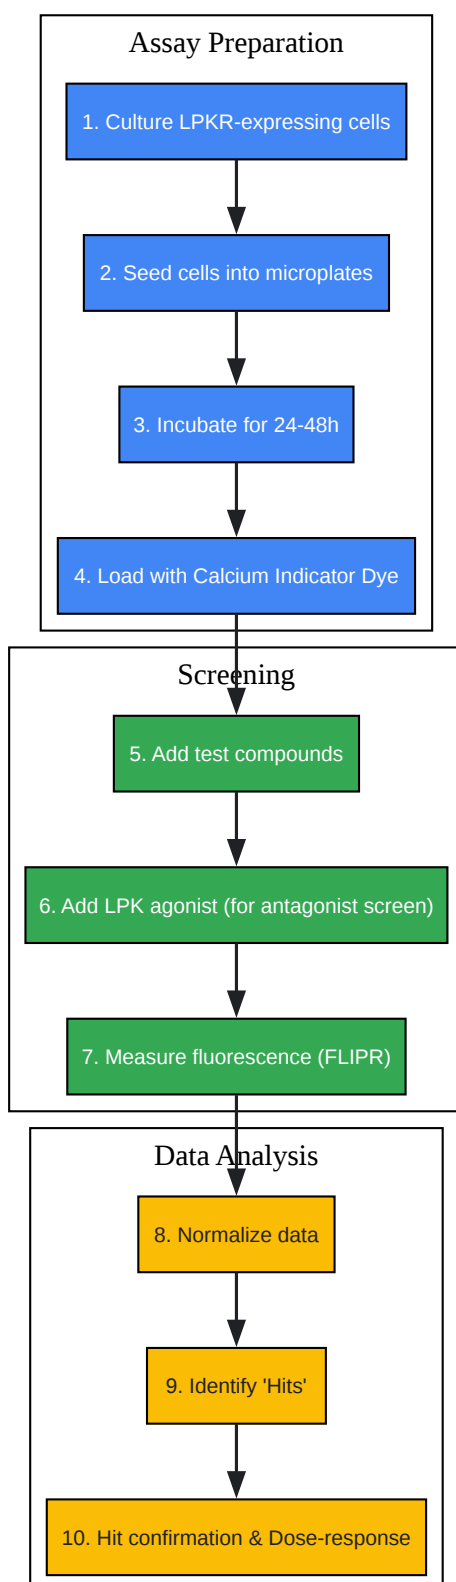 Assay Preparation
1. Culture LPKR-expressing cells
2. Seed cells into microplates
3. Incubate for 24-48h
4. Load with Calcium Indicator Dye
Screening
5. Add test compounds
6. Add LPK agonist (for antagonist screen)
7. Measure fluorescence (FLIPR)
Data Analysis
8. Normalize data
9. Identify 'Hits'
10. Hit confirmation & Dose-response